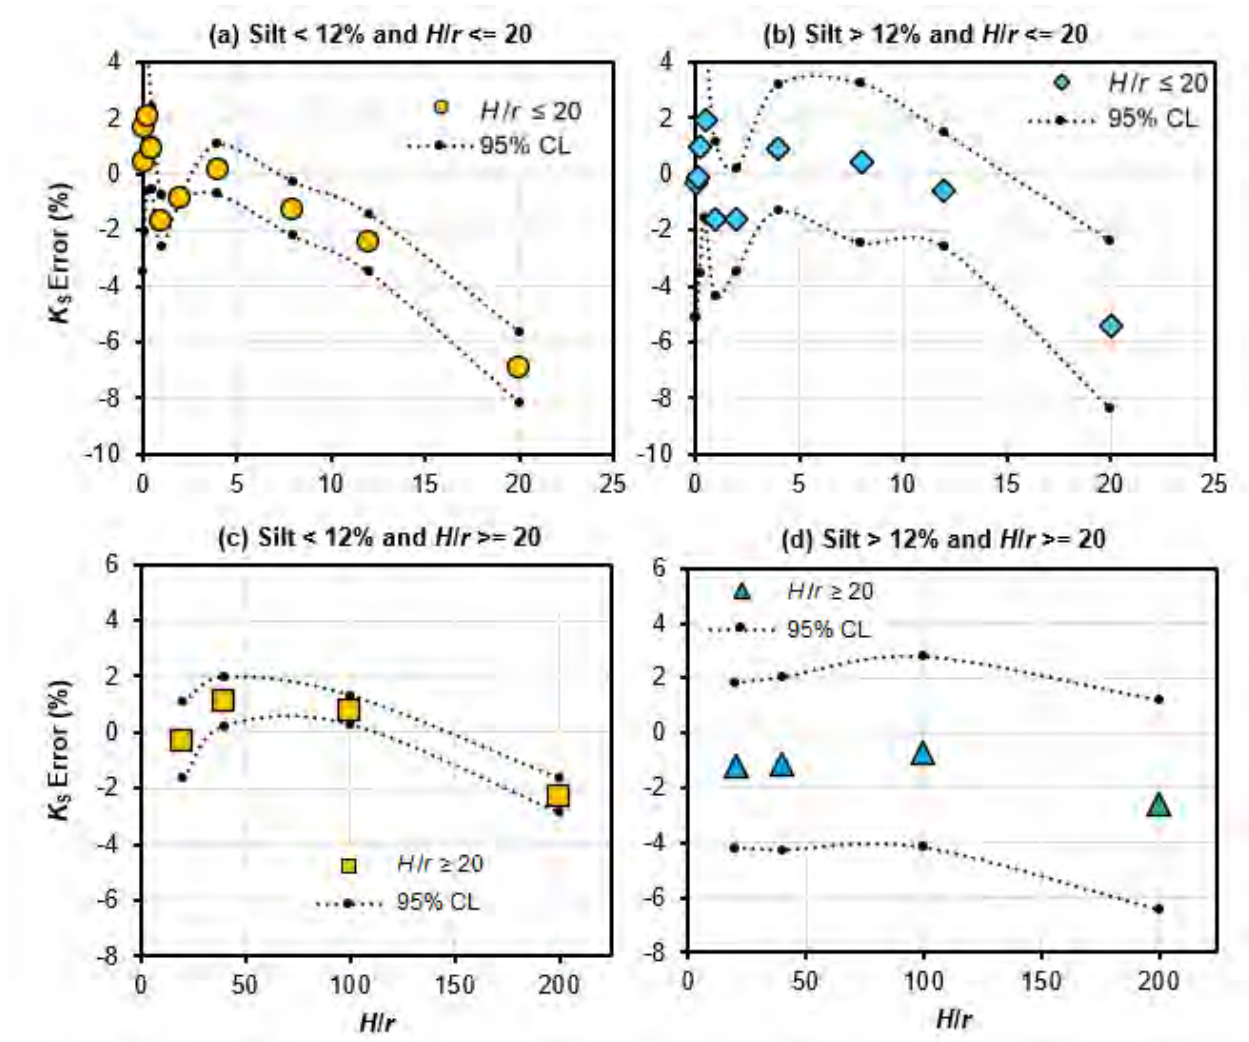 (a) Silt < 12% and H/r <= 20
(b) Silt > 12% and H/r <= 20
4
2
0
-2
-4
-6
-8
-10
0 5 10 15 20 25
Ks Error (%)
H/r ≤ 20
95% CL
4
2
0
-2
-4
-6
-8
-10
0 5 10 15 20 25
H/r ≤ 20
95% CL
(c) Silt < 12% and H/r >= 20
(d) Silt > 12% and H/r >= 20
6
4
2
0
-2
-4
-6
-8
0 50 100 150 200
Ks Error (%)
H/r ≥ 20
95% CL
H/r
6
4
2
0
-2
-4
-6
-8
0 50 100 150 200
H/r ≥ 20
95% CL
H/r